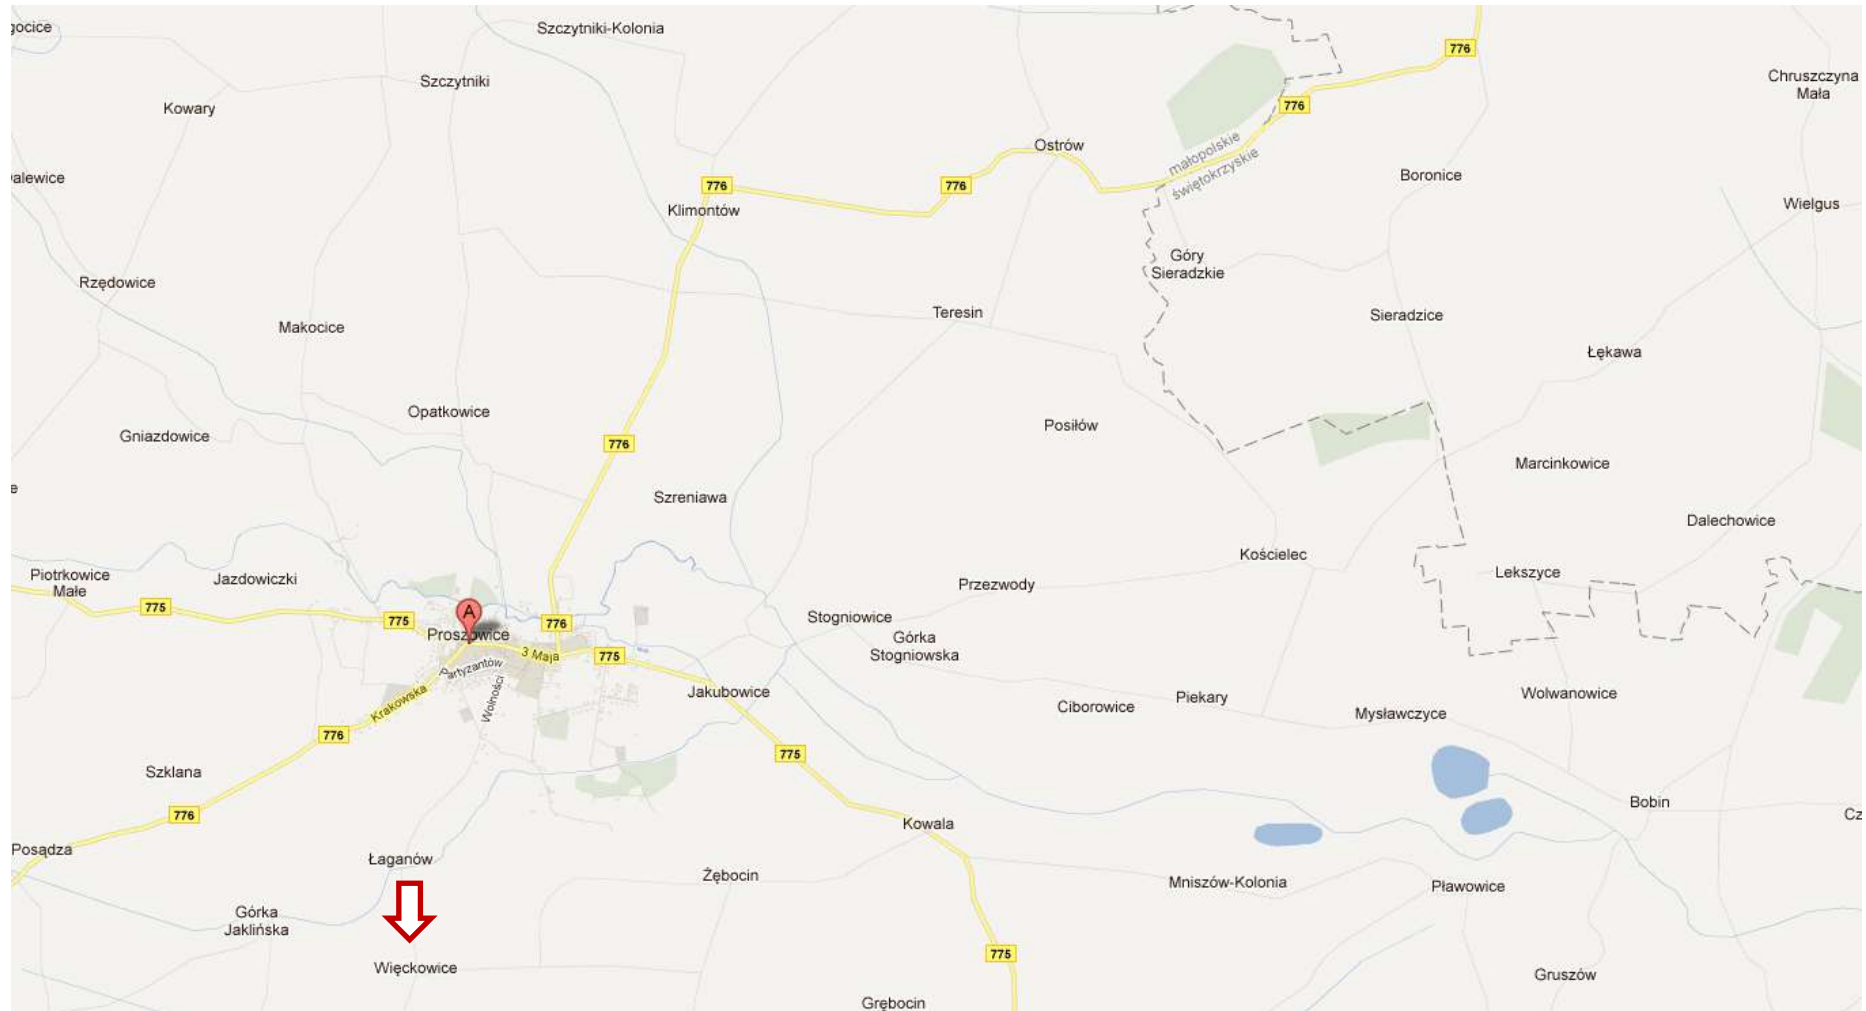 gocice
Szczytniki-Kolonia
776
Szczytniki
Chruszczyna
Mała
Kowary
776
Ostrów
małopolskie
świętokrzyskie
alewice
776
776
Boronice
Klimontów
Wielgus
Góry
Sieradzkie
Rzędowice
Teresin
Sieradzice
Makocice
Łękawa
Opatkowice
Posiłów
Gniazdowice
776
Marcinkowice
e
Szreniawa
Dalechowice
Kościelec
Piotrkowice
Małe
Jazdowiczki
Przezwody
Lekszyce
775
775
A
776
Stogniowice
Proszowice
Górka
Stogniowska
3 Maja
775
Partyzantów
Wolności
Krakowska
Jakubowice
Piekary
Wolwanowice
Ciborowice
Mysławczyce
776
775
Szklana
Bobin
776
Kowala
Cz
Posądza
Łaganów
Żębocin
Mniszów-Kolonia
Pławowice
Górka
Jaklińska
775
Więckowice
Gruszów
Grębocin